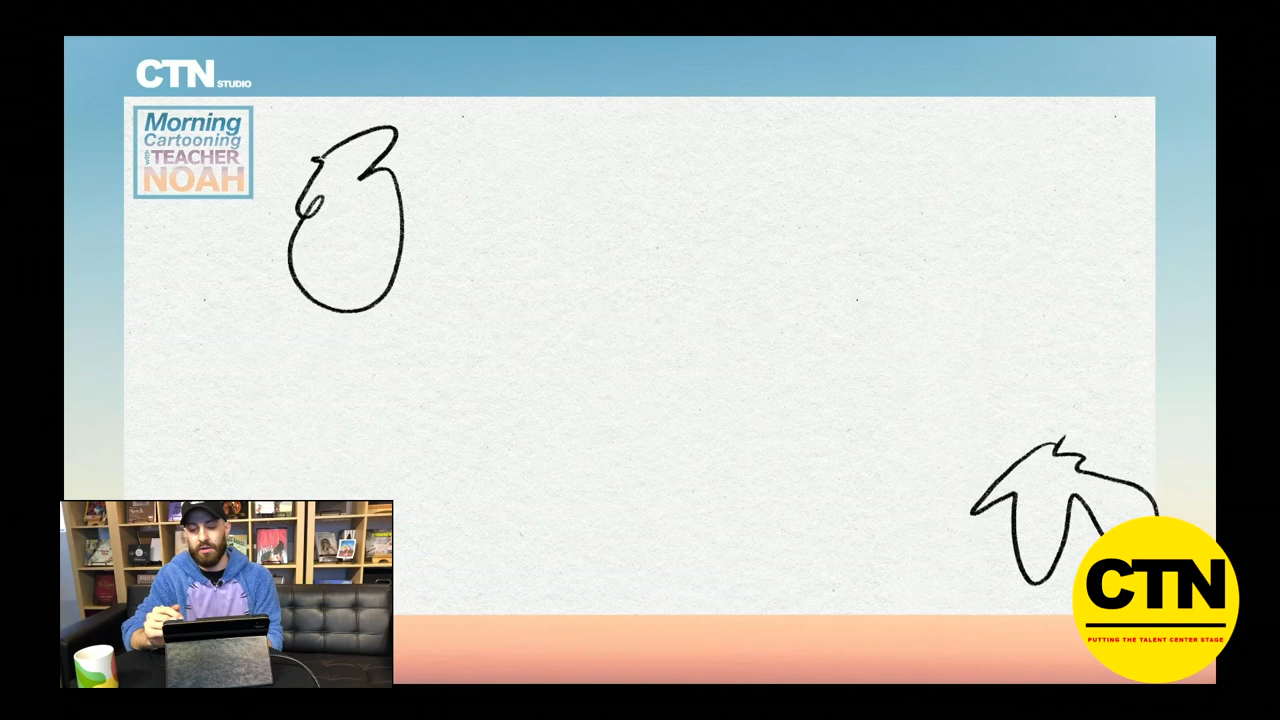 CTN STUDIO
Morning
Cartooning
with TEACHER
NOAH
CTN
PUTTING THE TALENT CENTER STAGE